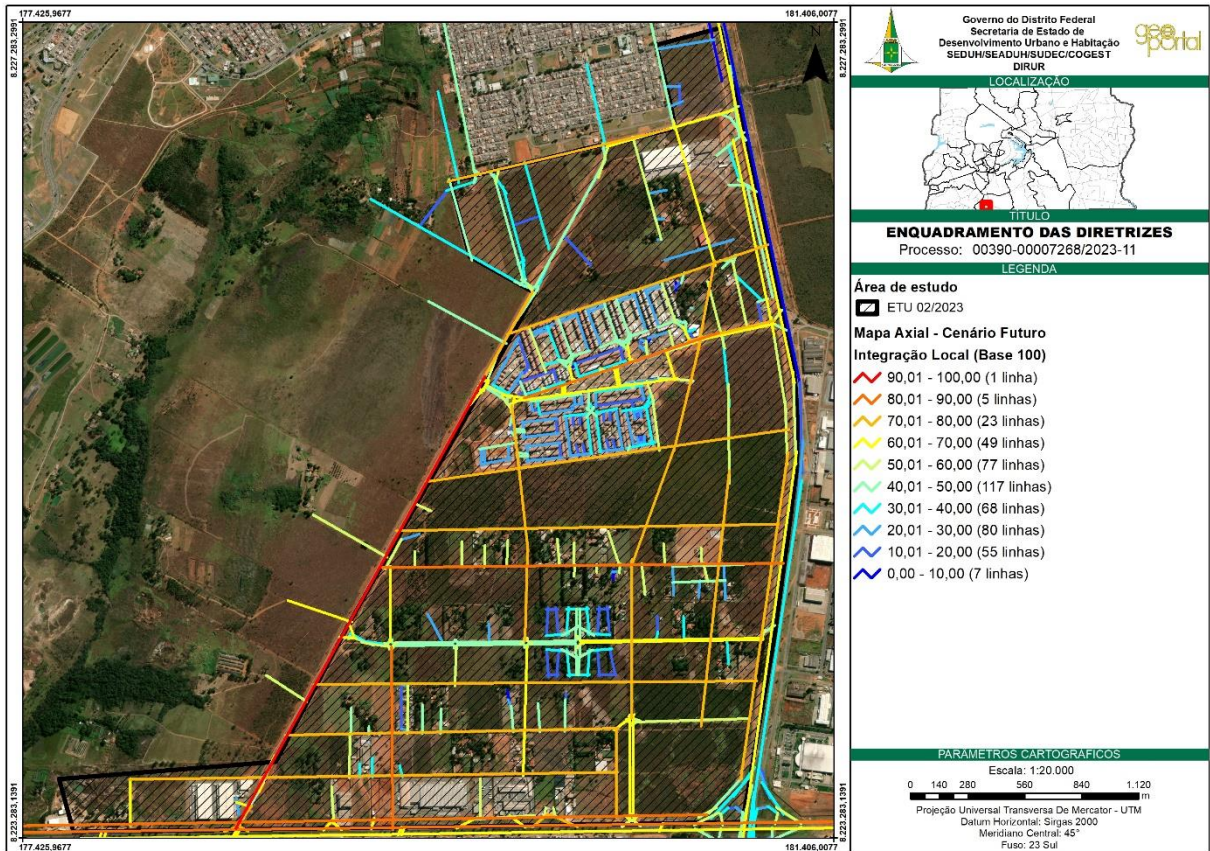 177.425,9677
181.406,0077
8.227.283,2991
8.227.283,2991
N
8.223.283,1391
8.223.283,1391
177.425,9677
181.406,0077
Governo do Distrito Federal
Secretaria de Estado de
Desenvolvimento Urbano e Habitação
SEDUH/SEADUH/SUDEC/COGEST
DIRUR
geo
portal
LOCALIZAÇÃO
TÍTULO
ENQUADRAMENTO DAS DIRETRIZES
Processo: 00390-00007268/2023-11
LEGENDA
Área de estudo
ETU 02/2023
Mapa Axial - Cenário Futuro
Integração Local (Base 100)
90,01 - 100,00 (1 linha)
80,01 - 90,00 (5 linhas)
70,01 - 80,00 (23 linhas)
60,01 - 70,00 (49 linhas)
50,01 - 60,00 (77 linhas)
40,01 - 50,00 (117 linhas)
30,01 - 40,00 (68 linhas)
20,01 - 30,00 (80 linhas)
10,01 - 20,00 (55 linhas)
0,00 - 10,00 (7 linhas)
PARÂMETROS CARTOGRÁFICOS
Escala: 1:20.000
0 140 280 560 840 1.120
m
Projeção Universal Transversa De Mercator - UTM
Datum Horizontal: Sirgas 2000
Meridiano Central: 45°
Fuso: 23 Sul